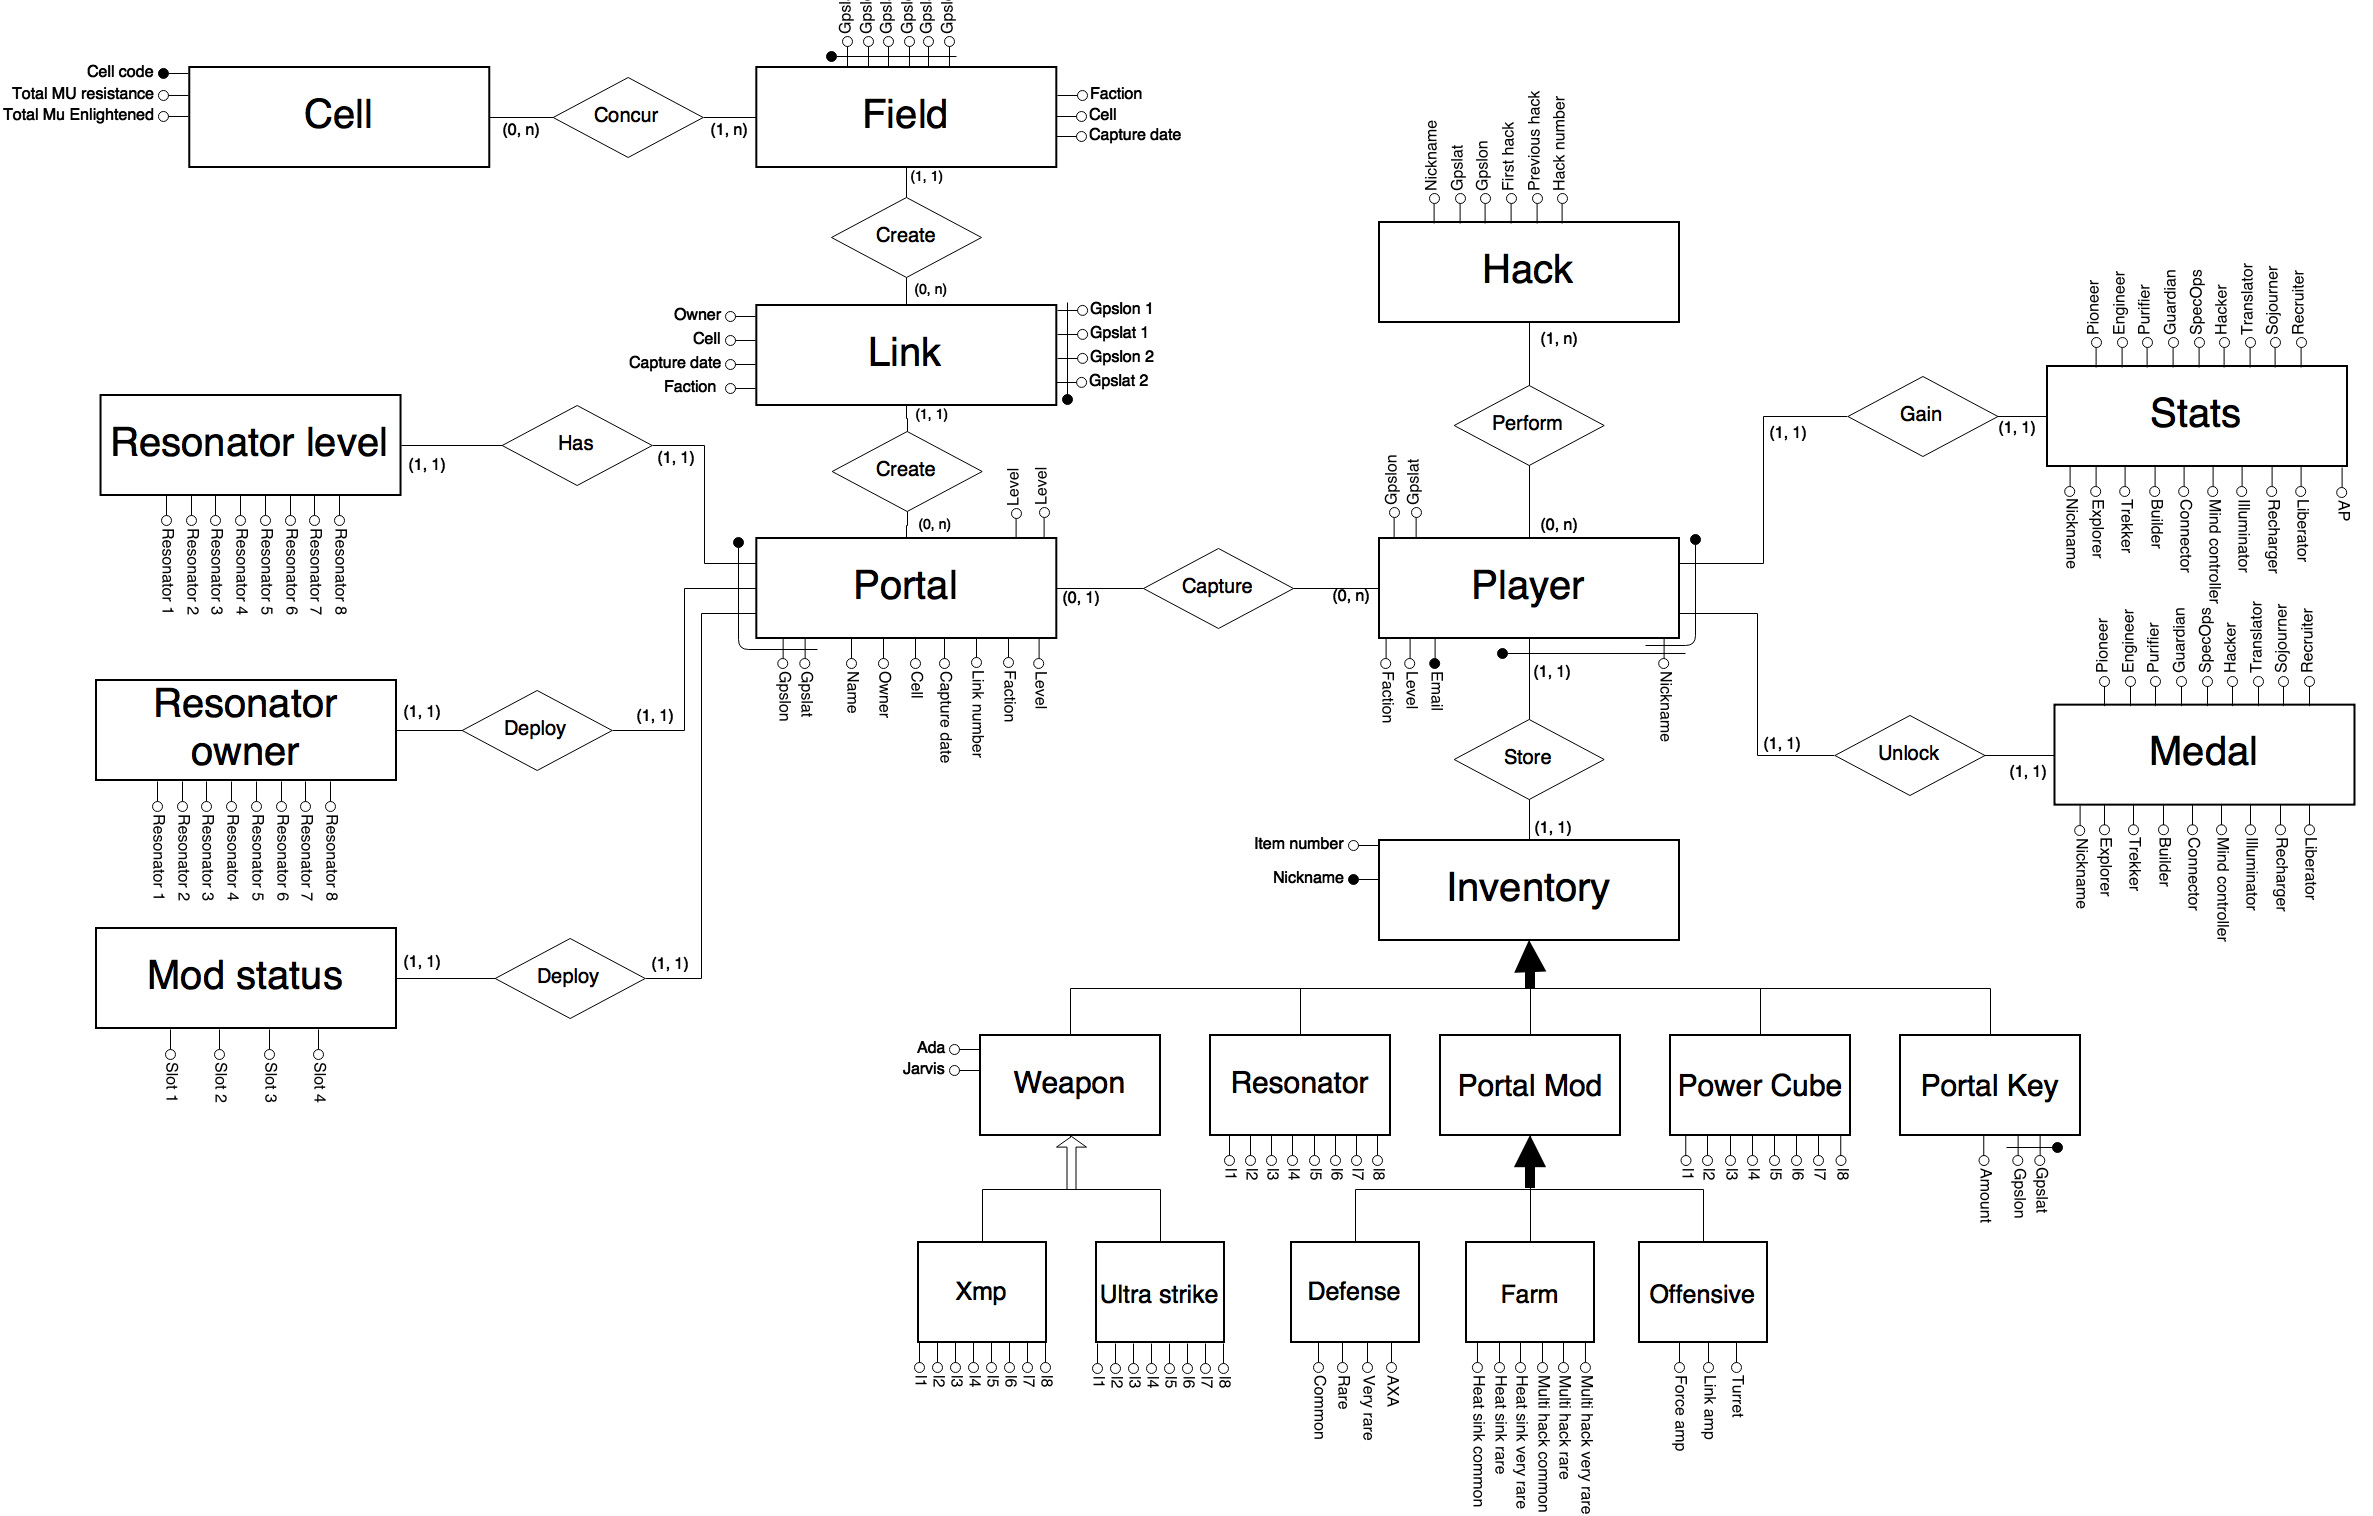 Cell code
Total MU resistance
Total Mu Enlightened
Cell
(0, n)
Concur
(1, n)
Field
Faction
Cell
Capture date
(1, 1)
Create
(0, n)
Owner
Cell
Capture date
Faction
Link
Gpslon 1
Gpslat 1
Gpslon 2
Gpslat 2
(1, 1)
Create
(0, n)
Resonator level
(1, 1)
Has
(1, 1)
Resonator 1
Resonator 2
Resonator 3
Resonator 4
Resonator 5
Resonator 6
Resonator 7
Resonator 8
Level
Level
Portal
Gpslon
Gpslat
Name
Owner
Cell
Capture date
Link number
Faction
Level
Resonator
owner
(1, 1)
Deploy
(1, 1)
Resonator 1
Resonator 2
Resonator 3
Resonator 4
Resonator 5
Resonator 6
Resonator 7
Resonator 8
Mod status
(1, 1)
Deploy
(1, 1)
Slot 1
Slot 2
Slot 3
Slot 4
(0, 1)
Capture
(0, n)
Nickname
Gpslat
Gpslon
First hack
Previous hack
Hack number
Hack
(1, n)
Perform
(0, n)
Gpslon
Gpslat
Player
Faction
Level
Email
Nickname
(1, 1)
Gain
(1, 1)
Pioneer
Engineer
Purifier
Guardian
SpecOps
Hacker
Translator
Sojourner
Recruiter
Stats
Nickname
Explorer
Trekker
Builder
Connector
Mind controller
Illuminator
Recharger
Liberator
AP
(1, 1)
Unlock
(1, 1)
Pioneer
Engineer
Purifier
Guardian
SpecOps
Hacker
Translator
Sojourner
Recruiter
Medal
Nickname
Explorer
Trekker
Builder
Connector
Mind controller
Illuminator
Recharger
Liberator
(1, 1)
Store
(1, 1)
Item number
Nickname
Inventory
Ada
Jarvis
Weapon
Resonator
l1
l2
l3
l4
l5
l6
l7
l8
Portal Mod
Power Cube
l1
l2
l3
l4
l5
l6
l7
l8
Portal Key
Amount
Gpslon
Gpslat
Xmp
l1
l2
l3
l4
l5
l6
l7
l8
Ultra strike
l1
l2
l3
l4
l5
l6
l7
l8
Defense
Common
Rare
Very rare
AXA
Farm
Heat sink common
Heat sink rare
Heat sink very rare
Multi hack common
Multi hack rare
Multi hack very rare
Offensive
Force amp
Link amp
Turret